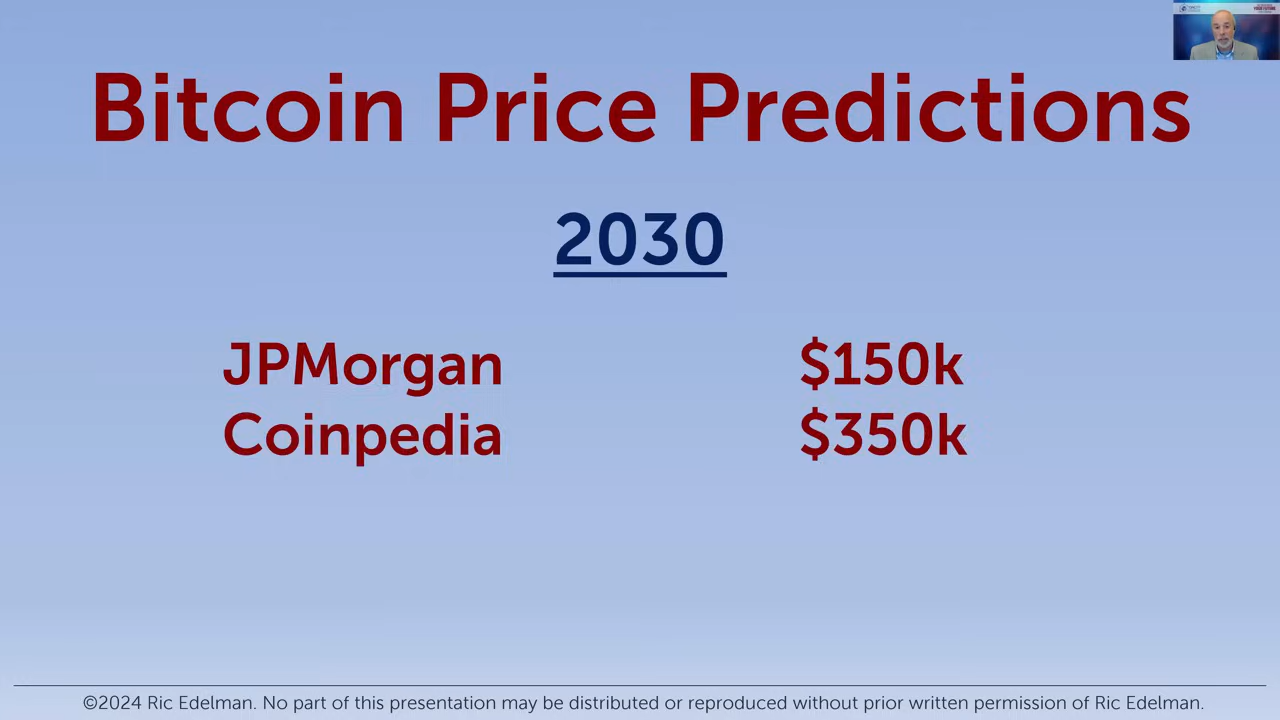 Bitcoin Price Predictions
2030
JPMorgan $150k
Coinpedia $350k
©2024 Ric Edelman. No part of this presentation may be distributed or reproduced without prior written permission of Ric Edelman.